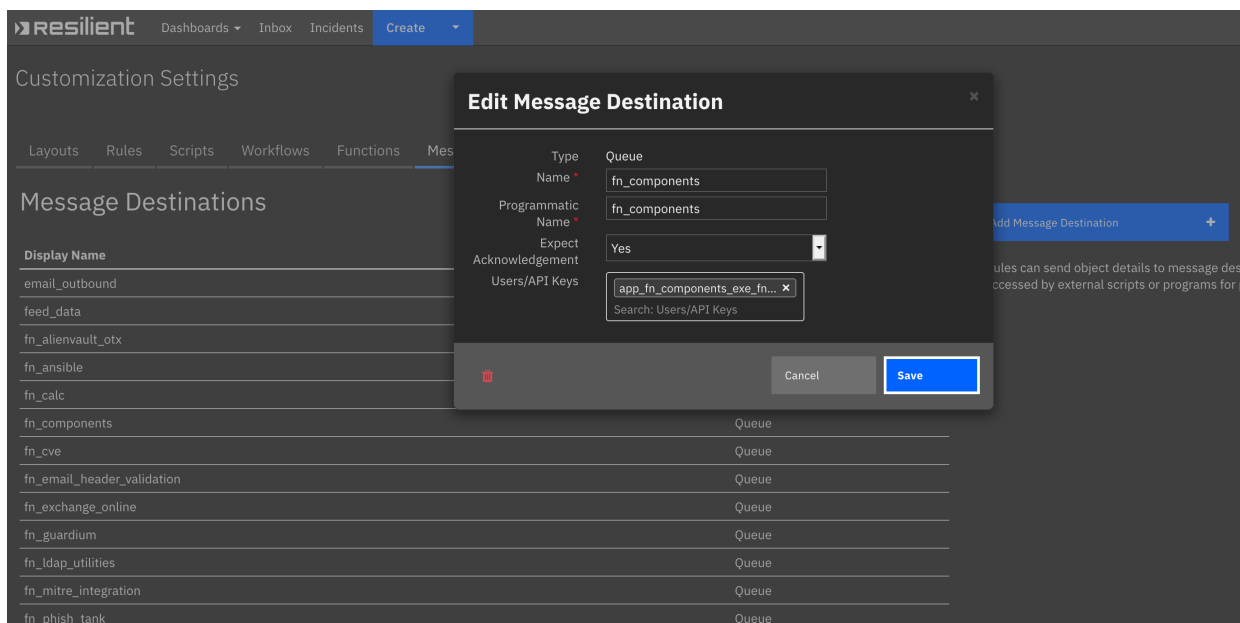 Resilient Dashboards Inbox Incidents Create
Customization Settings
Layouts Rules Scripts Workflows Functions Mes
Message Destinations
Add Message Destination +
ules can send object details to message des
ccessed by external scripts or programs for
Display Name
email_outbound
feed_data
fn_alienvault_otx
fn_ansible
fn_calc
fn_components Queue
fn_cve Queue
fn_email_header_validation Queue
fn_exchange_online Queue
fn_guardium Queue
fn_ldap_utilities Queue
fn_mitre_integration Queue
fn_phish_tank Queue
Edit Message Destination ×
Type Queue
Name * fn_components
Programmatic
Name * fn_components
Expect
Acknowledgement Yes
Users/API Keys app_fn_components_exe_fn... ×
Search: Users/API Keys
Cancel Save